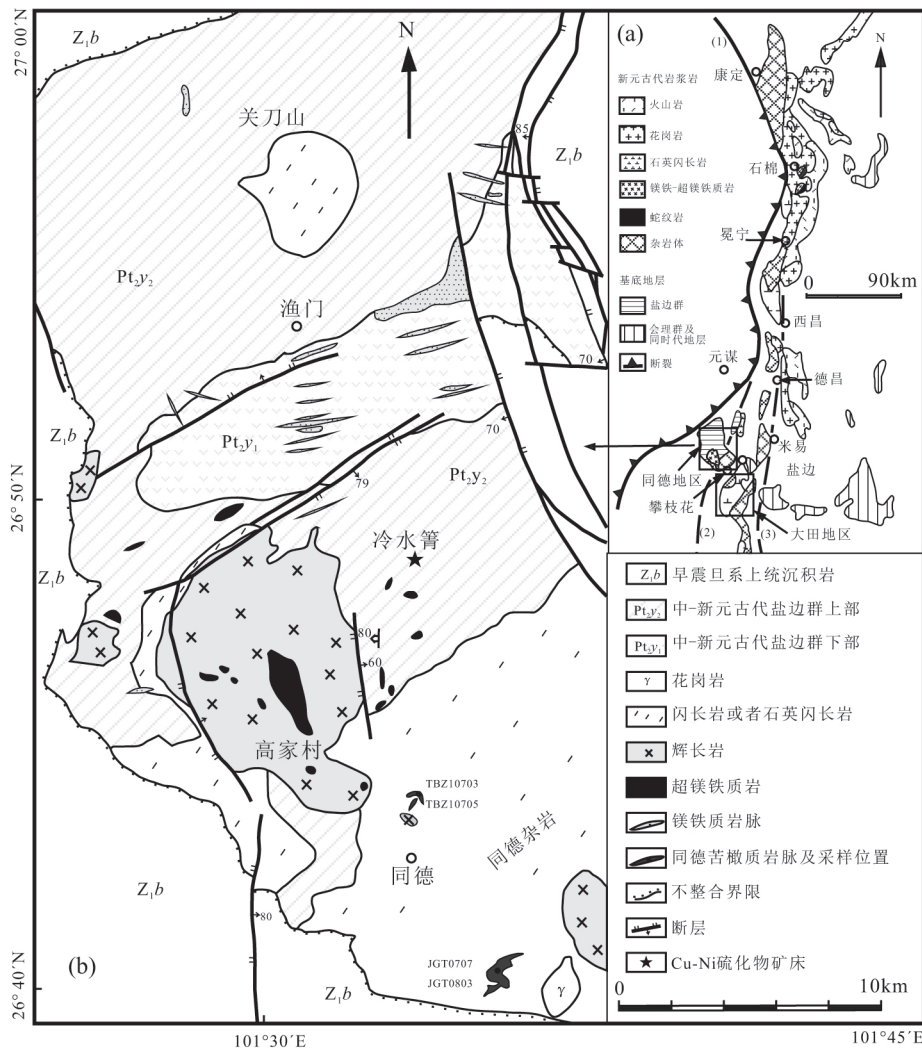 27°00′N
26°50′N
26°40′N
101°30′E
101°45′E
Z₁b
关刀山
N
85
Z₁b
Pt₂y₂
渔门
70
Z₁b
Pt₂y₁
70
Pt₂y₂
79
冷水箐
Z₁b
80
60
高家村
TBZ10703
TBZ10705
同德杂岩
同德
Z₁b
80
JGT0707
JGT0803
Z₁b
γ
(b)
(a)
(1)
N
康定
新元古代岩浆岩
火山岩
花岗岩
石英闪长岩
镁铁-超镁铁质岩
蛇纹岩
杂岩体
基底地层
盐边群
会理群及
同时代地层
断裂
石棉
冕宁
0 90km
西昌
元谋
德昌
米易
盐边
同德地区
攀枝花
(2)
(3)
大田地区
Z₁b 早震旦系上统沉积岩
Pt₂y₂ 中-新元古代盐边群上部
Pt₂y₁ 中-新元古代盐边群下部
γ 花岗岩
闪长岩或者石英闪长岩
辉长岩
超镁铁质岩
镁铁质岩脉
同德苦橄质岩脉及采样位置
不整合界限
断层
Cu-Ni硫化物矿床
0 10km